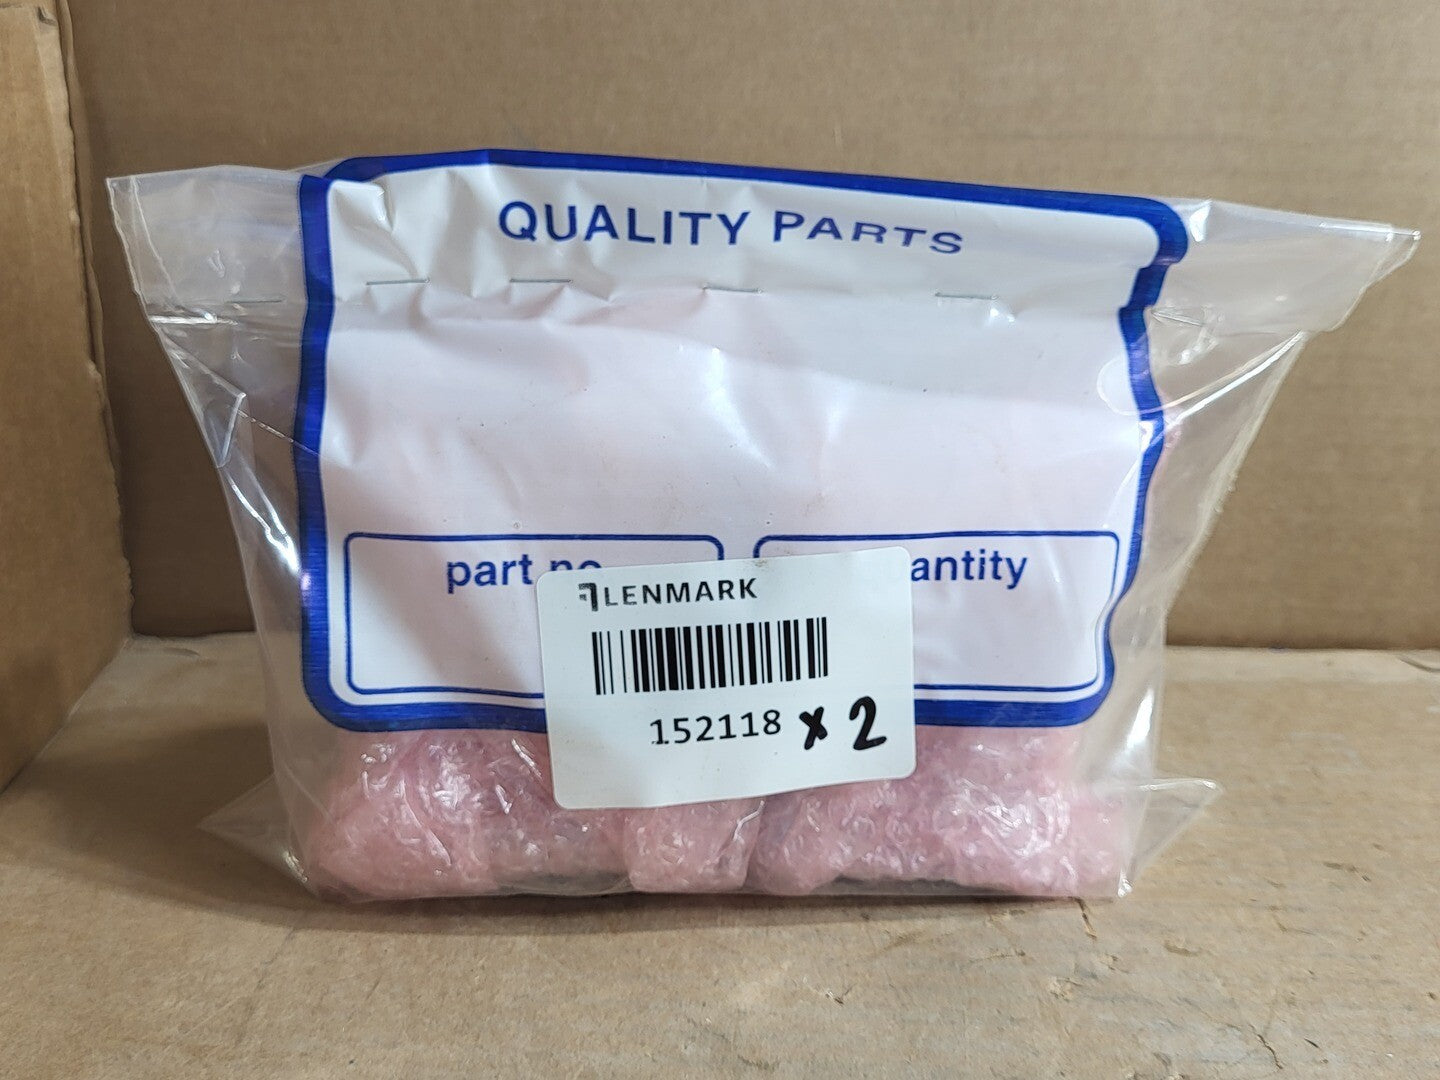 QUALITY PARTS
part no
antity
LENMARK
152118 x 2